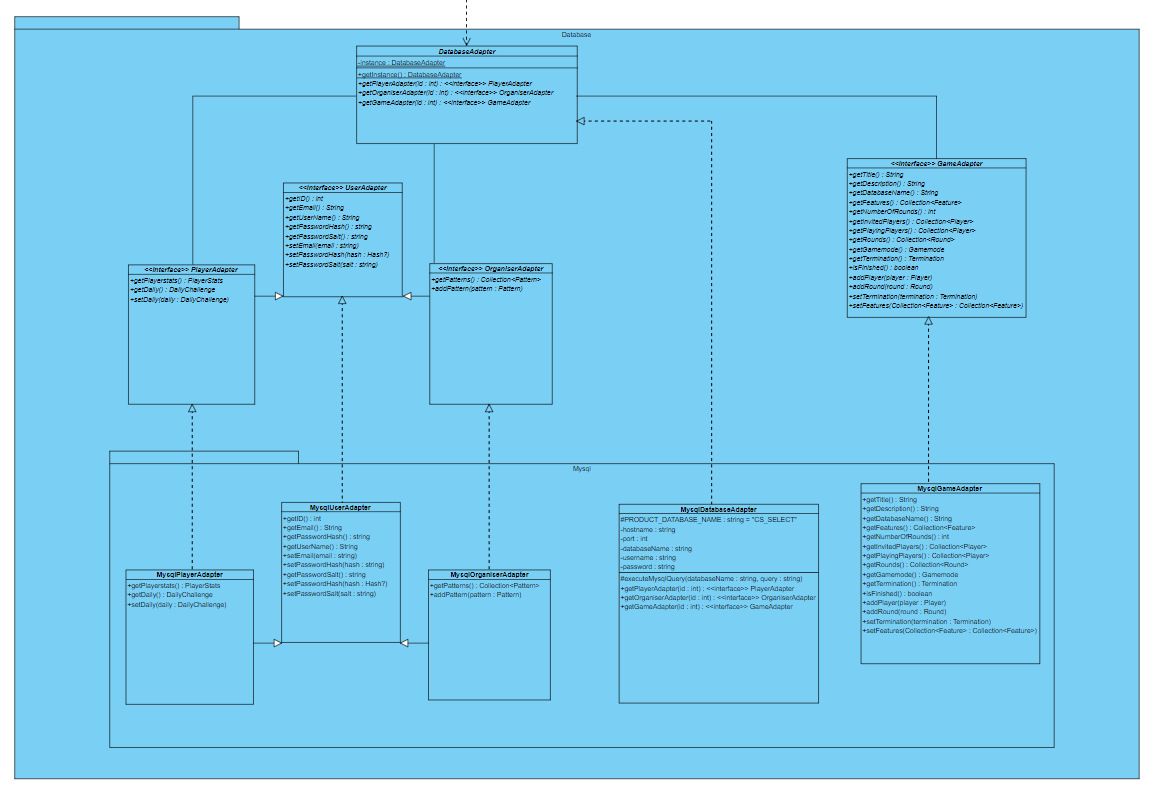 Database
DatabaseAdapter
-instance : DatabaseAdapter
+getInstance() : DatabaseAdapter
+getPlayerAdapter(id : int) : <<Interface>> PlayerAdapter
+getOrganiserAdapter(id : int) : <<Interface>> OrganiserAdapter
+getGameAdapter(id : int) : <<Interface>> GameAdapter
<<Interface>> UserAdapter
+getID() : int
+getEmail() : String
+getUserName() : String
+getPasswordHash() : string
+getPasswordSalt() : string
+setEmail(email : string)
+setPasswordHash(hash : Hash?)
+setPasswordSalt(salt : string)
<<Interface>> GameAdapter
+getTitle() : String
+getDescription() : String
+getDatabaseName() : String
+getFeatures() : Collection<Feature>
+getNumberOfRounds() : int
+getInvitedPlayers() : Collection<Player>
+getPlayingPlayers() : Collection<Player>
+getRounds() : Collection<Round>
+getGamemode() : Gamemode
+getTermination() : Termination
+isFinished() : boolean
+addPlayer(player : Player)
+addRound(round : Round)
+setTermination(termination : Termination)
+setFeatures(Collection<Feature> : Collection<Feature>)
<<Interface>> PlayerAdapter
+getPlayerstats() : PlayerStats
+getDaily() : DailyChallenge
+setDaily(daily : DailyChallenge)
<<Interface>> OrganiserAdapter
+getPatterns() : Collection<Pattern>
+addPattern(pattern : Pattern)
Mysql
MysqlUserAdapter
+getID() : int
+getEmail() : String
+getPasswordHash() : string
+getUserName() : String
+setEmail(email : string)
+setPasswordHash(hash : string)
+getPasswordSalt() : string
+setPasswordHash(hash : Hash?)
+setPasswordSalt(salt : string)
MysqlDatabaseAdapter
#PRODUCT_DATABASE_NAME : string = "CS_SELECT"
-hostname : string
-port : int
-databaseName : string
-username : string
-password : string
#executeMysqlQuery(databaseName : string, query : string)
+getPlayerAdapter(id : int) : <<Interface>> PlayerAdapter
+getOrganiserAdapter(id : int) : <<Interface>> OrganiserAdapter
+getGameAdapter(id : int) : <<Interface>> GameAdapter
MysqlGameAdapter
+getTitle() : String
+getDescription() : String
+getDatabaseName() : String
+getFeatures() : Collection<Feature>
+getNumberOfRounds() : int
+getInvitedPlayers() : Collection<Player>
+getPlayingPlayers() : Collection<Player>
+getRounds() : Collection<Round>
+getGamemode() : Gamemode
+getTermination() : Termination
+isFinished() : boolean
+addPlayer(player : Player)
+addRound(round : Round)
+setTermination(termination : Termination)
+setFeatures(Collection<Feature> : Collection<Feature>)
MysqlPlayerAdapter
+getPlayerstats() : PlayerStats
+getDaily() : DailyChallenge
+setDaily(daily : DailyChallenge)
MysqlOrganiserAdapter
+getPatterns() : Collection<Pattern>
+addPattern(pattern : Pattern)